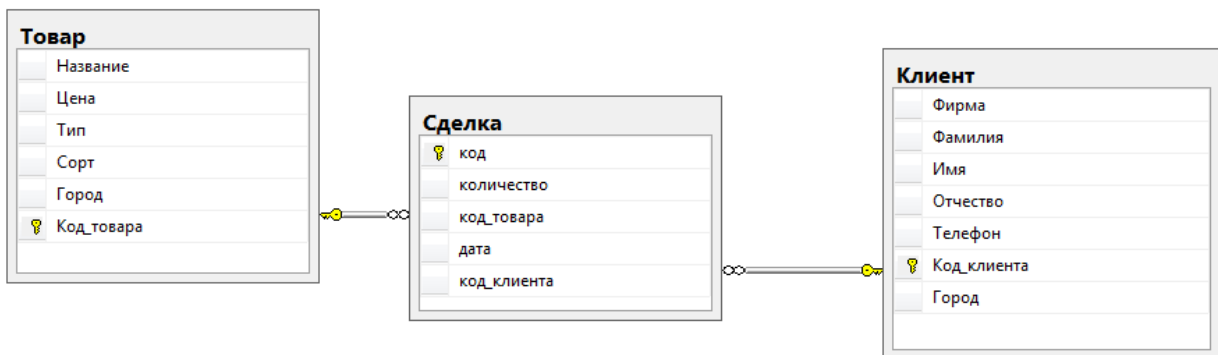 Товар
Название
Цена
Тип
Сорт
Город
Код_товара
Сделка
код
количество
код_товара
дата
код_клиента
Клиент
Фирма
Фамилия
Имя
Отчество
Телефон
Код_клиента
Город